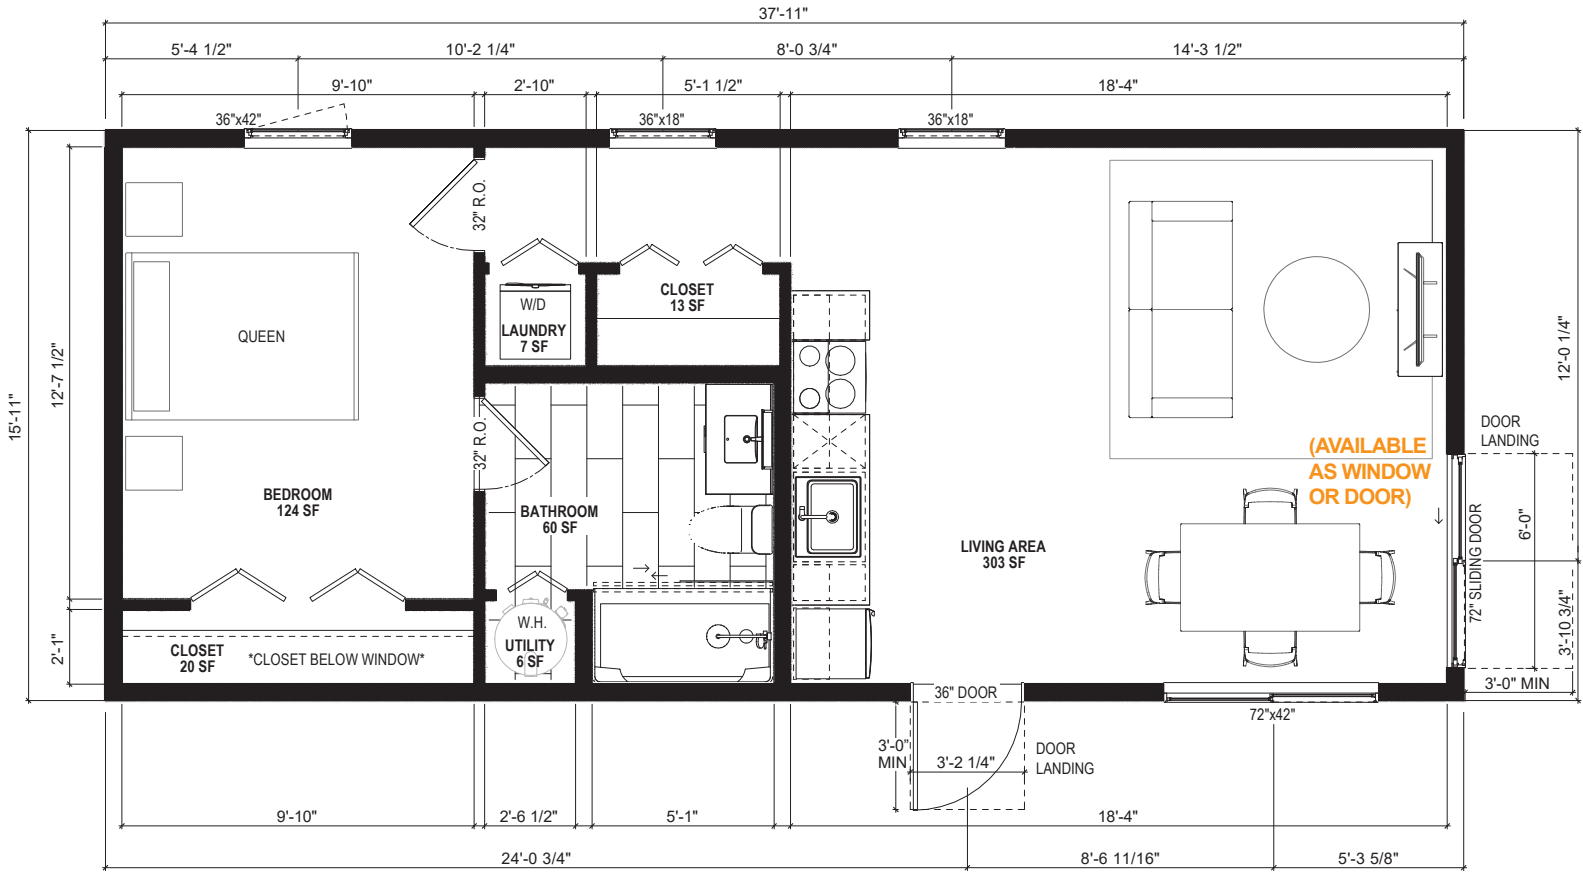 37'-11"
5'-4 1/2"
10'-2 1/4"
8'-0 3/4"
14'-3 1/2"
9'-10"
2'-10"
5'-1 1/2"
18'-4"
36"x42"
36"x18"
36"x18"
32" R.O.
W/D
LAUNDRY
7 SF
CLOSET
13 SF
QUEEN
15'-11"
12'-7 1/2"
2'-1"
12'-0 1/4"
3'-10 3/4"
32" R.O.
BEDROOM
124 SF
BATHROOM
60 SF
LIVING AREA
303 SF
(AVAILABLE
AS WINDOW
OR DOOR)
DOOR
LANDING
72" SLIDING DOOR
6'-0"
CLOSET
20 SF
*CLOSET BELOW WINDOW*
W.H.
UTILITY
6 SF
3'-0" MIN
36" DOOR
72"x42"
3'-0"
MIN
3'-2 1/4"
DOOR
LANDING
9'-10"
2'-6 1/2"
5'-1"
18'-4"
24'-0 3/4"
8'-6 11/16"
5'-3 5/8"